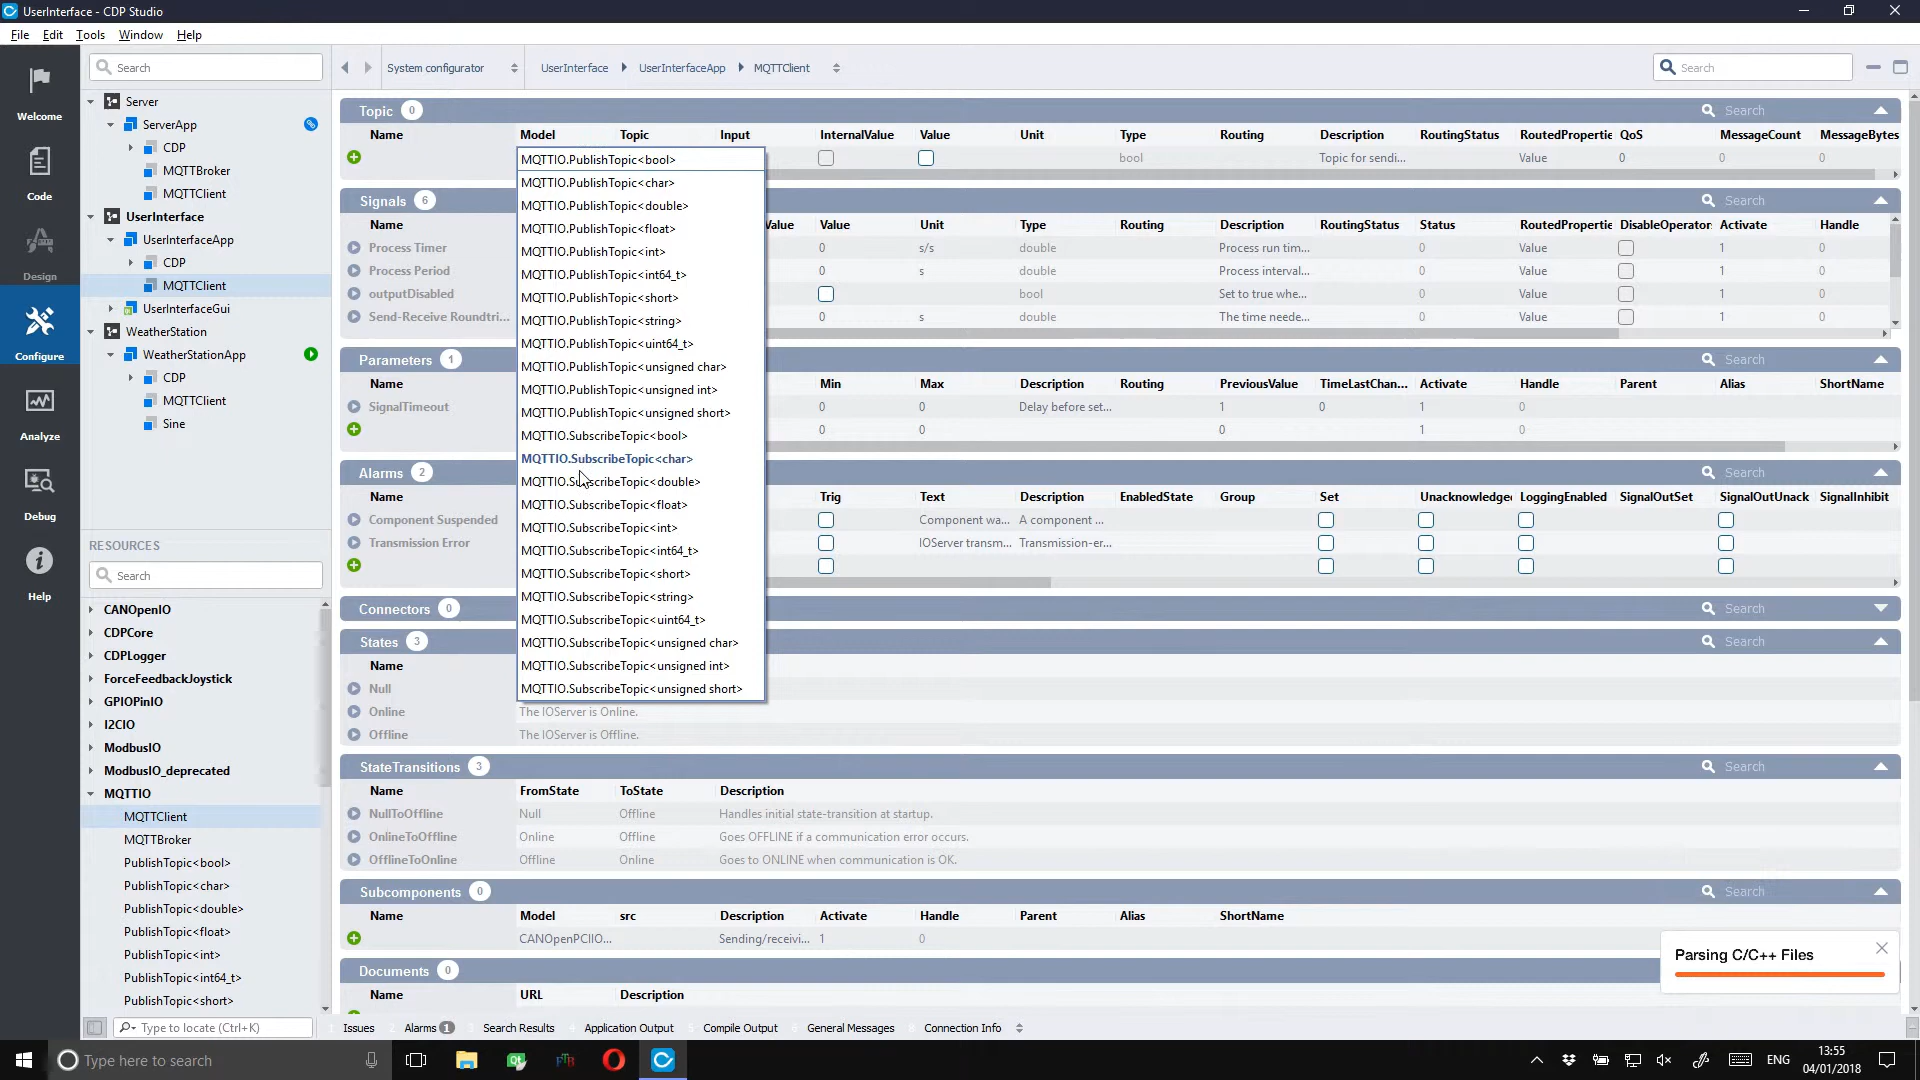 UserInterface - CDP Studio
File Edit Tools Window Help
Welcome
Code
Design
Configure
Analyze
Debug
Help
Search
Server
ServerApp
CDP
MQTTBroker
MQTTClient
UserInterface
UserInterfaceApp
CDP
MQTTClient
UserInterfaceGui
WeatherStation
WeatherStationApp
CDP
MQTTClient
Sine
RESOURCES
Search
CANOpenIO
CDPCore
CDPLogger
ForceFeedbackJoystick
GPIOPinIO
I2CIO
ModbusIO
ModbusIO_deprecated
MQTTIO
MQTTClient
MQTTBroker
PublishTopic<bool>
PublishTopic<char>
PublishTopic<double>
PublishTopic<float>
PublishTopic<int>
PublishTopic<int64_t>
PublishTopic<short>
System configurator UserInterface UserInterfaceApp MQTTClient Search
Topic 0 Search
Name Model Topic Input InternalValue Value Unit Type Routing Description RoutingStatus RoutedPropertie QoS MessageCount MessageBytes
bool Topic for sendi... Value 0 0 0
MQTTIO.PublishTopic<bool>
MQTTIO.PublishTopic<char>
MQTTIO.PublishTopic<double>
MQTTIO.PublishTopic<float>
MQTTIO.PublishTopic<int>
MQTTIO.PublishTopic<int64_t>
MQTTIO.PublishTopic<short>
MQTTIO.PublishTopic<string>
MQTTIO.PublishTopic<uint64_t>
MQTTIO.PublishTopic<unsigned char>
MQTTIO.PublishTopic<unsigned int>
MQTTIO.PublishTopic<unsigned short>
MQTTIO.SubscribeTopic<bool>
MQTTIO.SubscribeTopic<char>
MQTTIO.SubscribeTopic<double>
MQTTIO.SubscribeTopic<float>
MQTTIO.SubscribeTopic<int>
MQTTIO.SubscribeTopic<int64_t>
MQTTIO.SubscribeTopic<short>
MQTTIO.SubscribeTopic<string>
MQTTIO.SubscribeTopic<uint64_t>
MQTTIO.SubscribeTopic<unsigned char>
MQTTIO.SubscribeTopic<unsigned int>
MQTTIO.SubscribeTopic<unsigned short>
Signals 6 Search
Name Value Value Unit Type Routing Description RoutingStatus Status RoutedPropertie DisableOperator Activate Handle
Process Timer 0 s/s double Process run tim... 0 Value 1 0
Process Period 0 s double Process interval... 0 Value 1 0
outputDisabled bool Set to true whe... 0 Value 1 0
Send-Receive Roundtri... 0 s double The time neede... 0 Value 1 0
Parameters 1 Search
Name Min Max Description Routing PreviousValue TimeLastChan... Activate Handle Parent Alias ShortName
SignalTimeout 0 0 Delay before set... 1 0 1 0
0 0 0 1 0
Alarms 2 Search
Name Trig Text Description EnabledState Group Set Unacknowledged LoggingEnabled SignalOutSet SignalOutUnack SignalInhibit
Component Suspended Component wa... A component ...
Transmission Error IOServer transm... Transmission-er...
Connectors 0 Search
States 3 Search
Name
Null
Online The IOServer is Online.
Offline The IOServer is Offline.
StateTransitions 3 Search
Name FromState ToState Description
NullToOffline Null Offline Handles initial state-transition at startup.
OnlineToOffline Online Offline Goes OFFLINE if a communication error occurs.
OfflineToOnline Offline Online Goes to ONLINE when communication is OK.
Subcomponents 0 Search
Name Model src Description Activate Handle Parent Alias ShortName
CANOpenPCIIO... Sending/receivi... 1 0
Documents 0
Name URL Description
Parsing C/C++ Files
Type to locate (Ctrl+K) 1 Issues 2 Alarms 1 3 Search Results 4 Application Output 5 Compile Output 6 General Messages 8 Connection Info
Type here to search ENG 13:55
04/01/2018